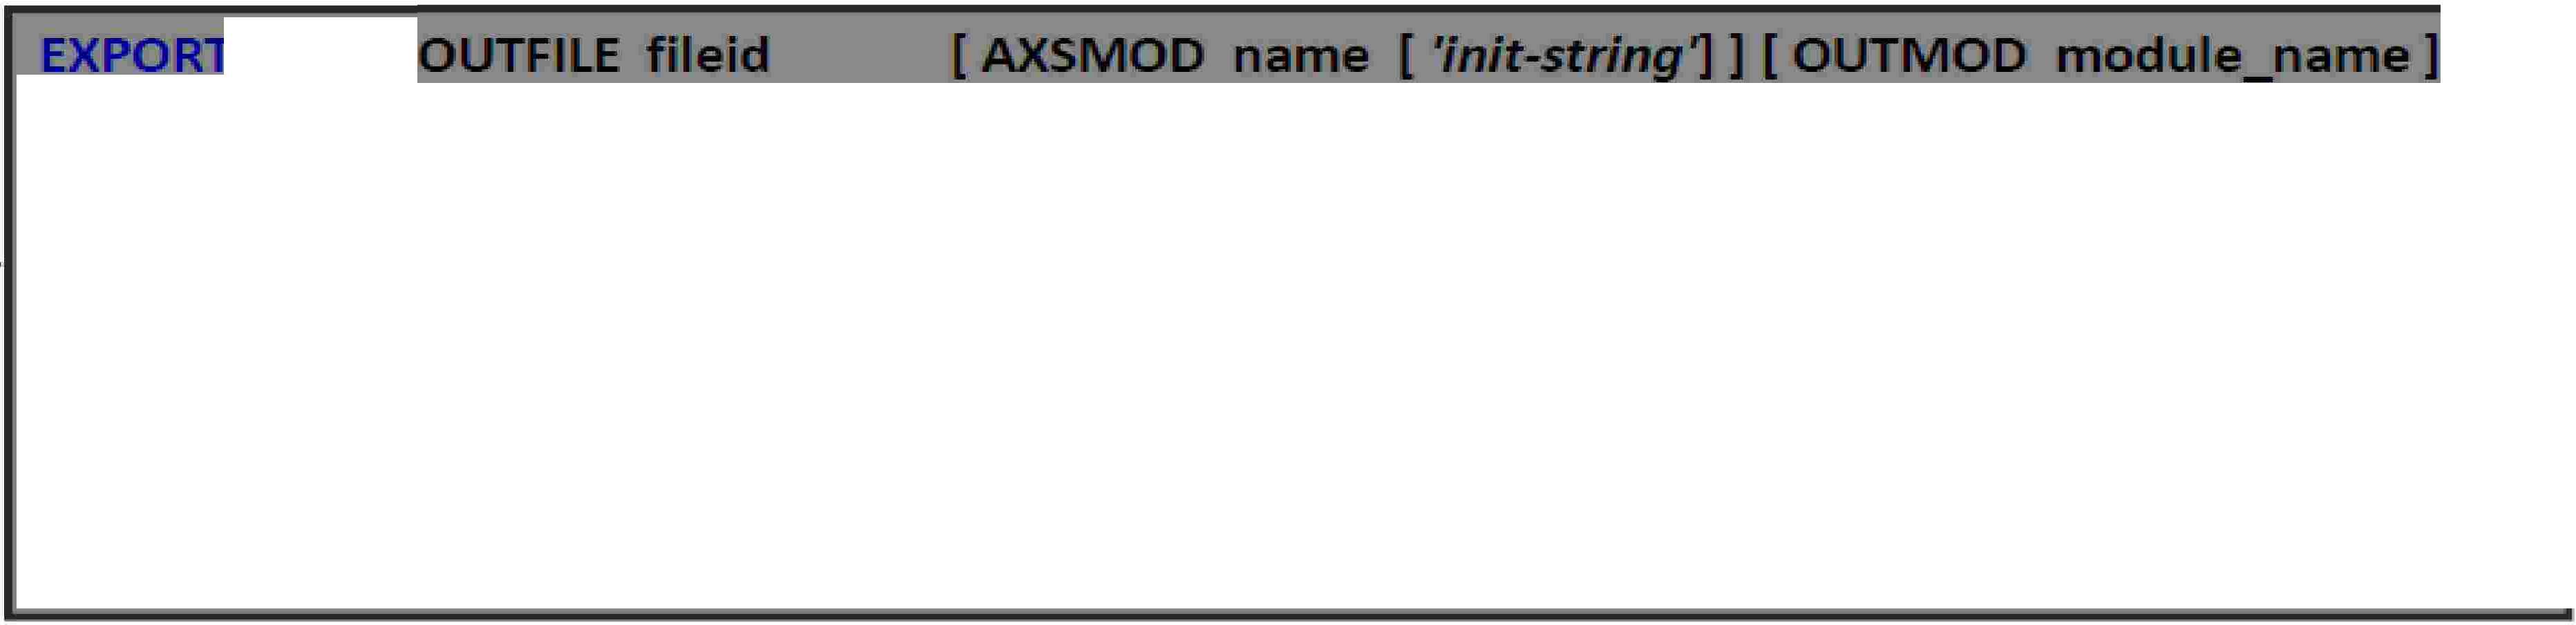 EXPORT OUTFILE fileid [ AXSMOD name [ 'init-string'] ] [ OUTMOD module_name ]